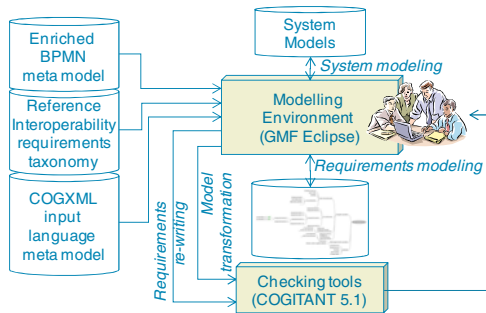 Enriched
BPMN
meta model
Reference
Interoperability
requirements
taxonomy
COGXML
input
language
meta model
System
Models
System modeling
Modelling
Environment
(GMF Eclipse)
Requirements modeling
Requirements
re-writing
Model
transformation
Checking tools
(COGITANT 5.1)